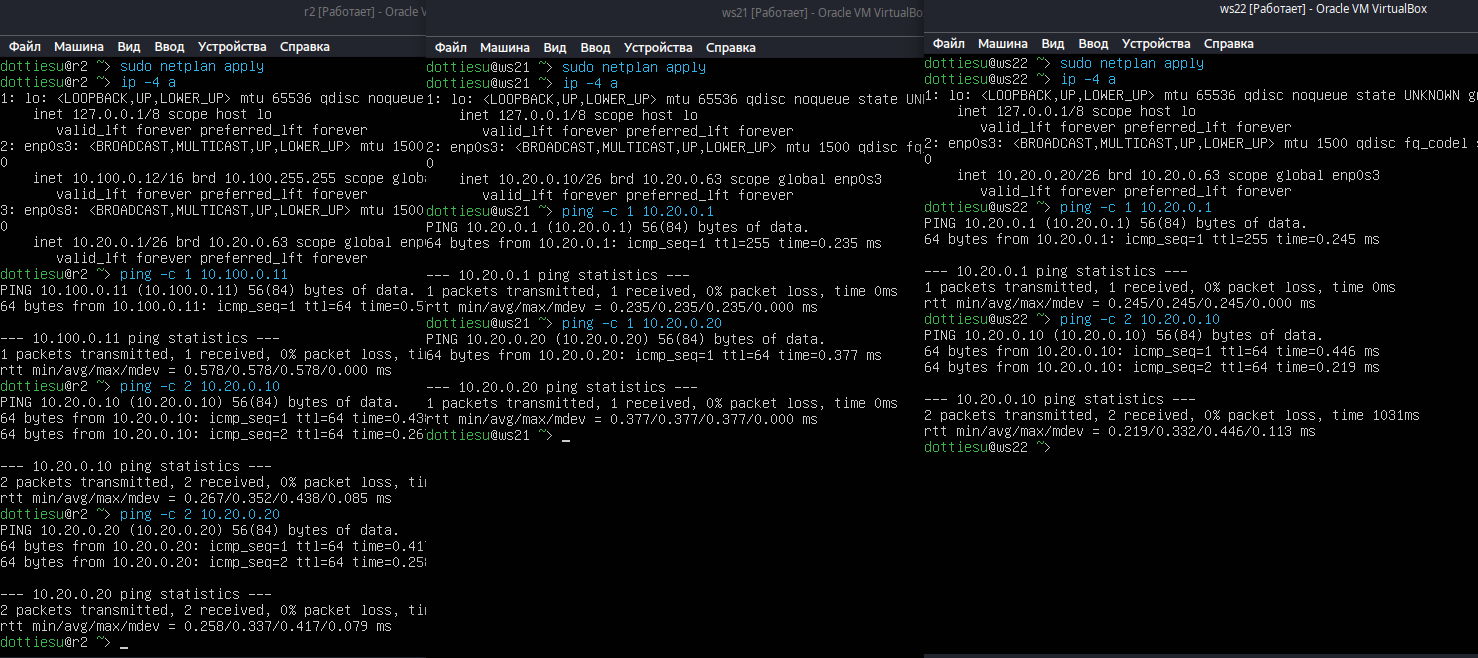 r2 [Работает] - Oracle V
Файл Машина Вид Ввод Устройства Справка
dottiesu@r2 ~> sudo netplan apply
dottiesu@r2 ~> ip -4 a
1: lo: <LOOPBACK,UP,LOWER_UP> mtu 65536 qdisc noqueue
inet 127.0.0.1/8 scope host lo
valid_lft forever preferred_lft forever
2: enp0s3: <BROADCAST,MULTICAST,UP,LOWER_UP> mtu 1500
0
inet 10.100.0.12/16 brd 10.100.255.255 scope globa
valid_lft forever preferred_lft forever
3: enp0s8: <BROADCAST,MULTICAST,UP,LOWER_UP> mtu 1500
0
inet 10.20.0.1/26 brd 10.20.0.63 scope global enp
valid_lft forever preferred_lft forever
dottiesu@r2 ~> ping -c 1 10.100.0.11
PING 10.100.0.11 (10.100.0.11) 56(84) bytes of data.
64 bytes from 10.100.0.11: icmp_seq=1 ttl=64 time=0.5
--- 10.100.0.11 ping statistics ---
1 packets transmitted, 1 received, 0% packet loss, ti
rtt min/avg/max/mdev = 0.578/0.578/0.578/0.000 ms
dottiesu@r2 ~> ping -c 2 10.20.0.10
PING 10.20.0.10 (10.20.0.10) 56(84) bytes of data.
64 bytes from 10.20.0.10: icmp_seq=1 ttl=64 time=0.43
64 bytes from 10.20.0.10: icmp_seq=2 ttl=64 time=0.26
--- 10.20.0.10 ping statistics ---
2 packets transmitted, 2 received, 0% packet loss, ti
rtt min/avg/max/mdev = 0.267/0.352/0.438/0.085 ms
dottiesu@r2 ~> ping -c 2 10.20.0.20
PING 10.20.0.20 (10.20.0.20) 56(84) bytes of data.
64 bytes from 10.20.0.20: icmp_seq=1 ttl=64 time=0.41
64 bytes from 10.20.0.20: icmp_seq=2 ttl=64 time=0.25
--- 10.20.0.20 ping statistics ---
2 packets transmitted, 2 received, 0% packet loss, ti
rtt min/avg/max/mdev = 0.258/0.337/0.417/0.079 ms
dottiesu@r2 ~> _
ws21 [Работает] - Oracle VM VirtualBo
Файл Машина Вид Ввод Устройства Справка
dottiesu@ws21 ~> sudo netplan apply
dottiesu@ws21 ~> ip -4 a
1: lo: <LOOPBACK,UP,LOWER_UP> mtu 65536 qdisc noqueue state UN
inet 127.0.0.1/8 scope host lo
valid_lft forever preferred_lft forever
2: enp0s3: <BROADCAST,MULTICAST,UP,LOWER_UP> mtu 1500 qdisc fq
0
inet 10.20.0.10/26 brd 10.20.0.63 scope global enp0s3
valid_lft forever preferred_lft forever
dottiesu@ws21 ~> ping -c 1 10.20.0.1
PING 10.20.0.1 (10.20.0.1) 56(84) bytes of data.
64 bytes from 10.20.0.1: icmp_seq=1 ttl=255 time=0.235 ms
--- 10.20.0.1 ping statistics ---
1 packets transmitted, 1 received, 0% packet loss, time 0ms
rtt min/avg/max/mdev = 0.235/0.235/0.235/0.000 ms
dottiesu@ws21 ~> ping -c 1 10.20.0.20
PING 10.20.0.20 (10.20.0.20) 56(84) bytes of data.
64 bytes from 10.20.0.20: icmp_seq=1 ttl=64 time=0.377 ms
--- 10.20.0.20 ping statistics ---
1 packets transmitted, 1 received, 0% packet loss, time 0ms
rtt min/avg/max/mdev = 0.377/0.377/0.377/0.000 ms
dottiesu@ws21 ~> _
ws22 [Работает] - Oracle VM VirtualBox
Файл Машина Вид Ввод Устройства Справка
dottiesu@ws22 ~> sudo netplan apply
dottiesu@ws22 ~> ip -4 a
1: lo: <LOOPBACK,UP,LOWER_UP> mtu 65536 qdisc noqueue state UNKNOWN g
inet 127.0.0.1/8 scope host lo
valid_lft forever preferred_lft forever
2: enp0s3: <BROADCAST,MULTICAST,UP,LOWER_UP> mtu 1500 qdisc fq_codel s
0
inet 10.20.0.20/26 brd 10.20.0.63 scope global enp0s3
valid_lft forever preferred_lft forever
dottiesu@ws22 ~> ping -c 1 10.20.0.1
PING 10.20.0.1 (10.20.0.1) 56(84) bytes of data.
64 bytes from 10.20.0.1: icmp_seq=1 ttl=255 time=0.245 ms
--- 10.20.0.1 ping statistics ---
1 packets transmitted, 1 received, 0% packet loss, time 0ms
rtt min/avg/max/mdev = 0.245/0.245/0.245/0.000 ms
dottiesu@ws22 ~> ping -c 2 10.20.0.10
PING 10.20.0.10 (10.20.0.10) 56(84) bytes of data.
64 bytes from 10.20.0.10: icmp_seq=1 ttl=64 time=0.446 ms
64 bytes from 10.20.0.10: icmp_seq=2 ttl=64 time=0.219 ms
--- 10.20.0.10 ping statistics ---
2 packets transmitted, 2 received, 0% packet loss, time 1031ms
rtt min/avg/max/mdev = 0.219/0.332/0.446/0.113 ms
dottiesu@ws22 ~>